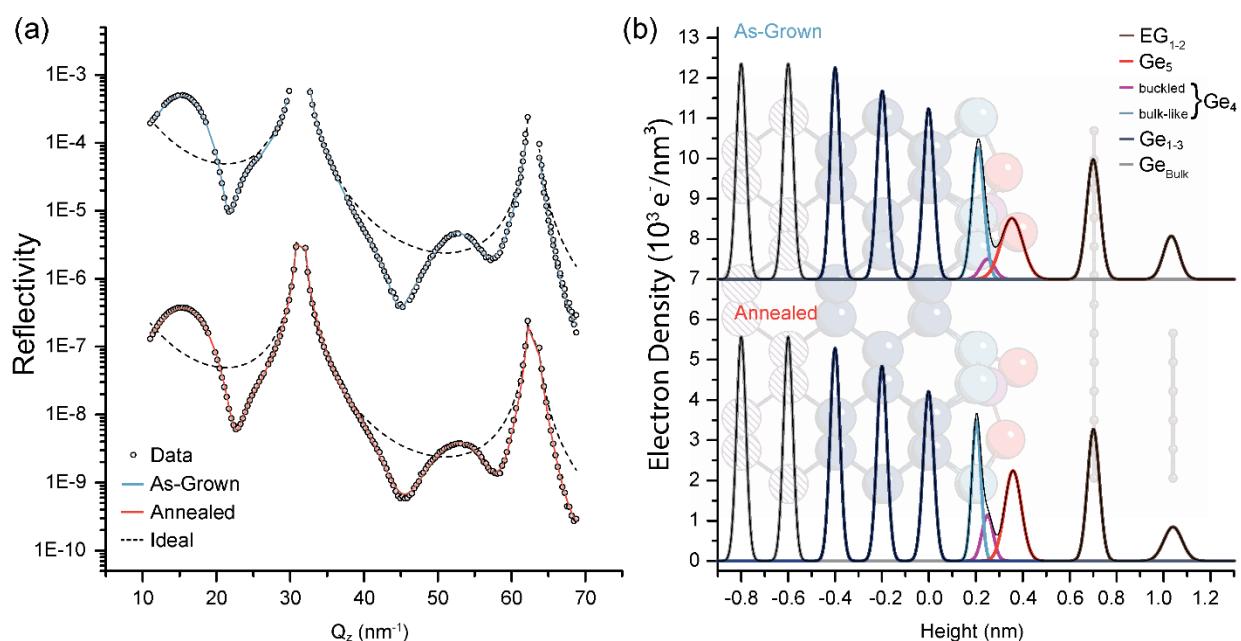 (a)
Reflectivity
1E-3
1E-4
1E-5
1E-6
1E-7
1E-8
1E-9
1E-10
Data
As-Grown
Annealed
Ideal
10 20 30 40 50 60 70
Qz (nm-1)
(b)
Electron Density (10³ e⁻/nm³)
13
12
11
10
9
8
7
6
5
4
3
2
1
0
As-Grown
Annealed
EG1-2
Ge5
buckled
bulk-like
} Ge4
Ge1-3
GeBulk
-0.8 -0.6 -0.4 -0.2 0.0 0.2 0.4 0.6 0.8 1.0 1.2
Height (nm)